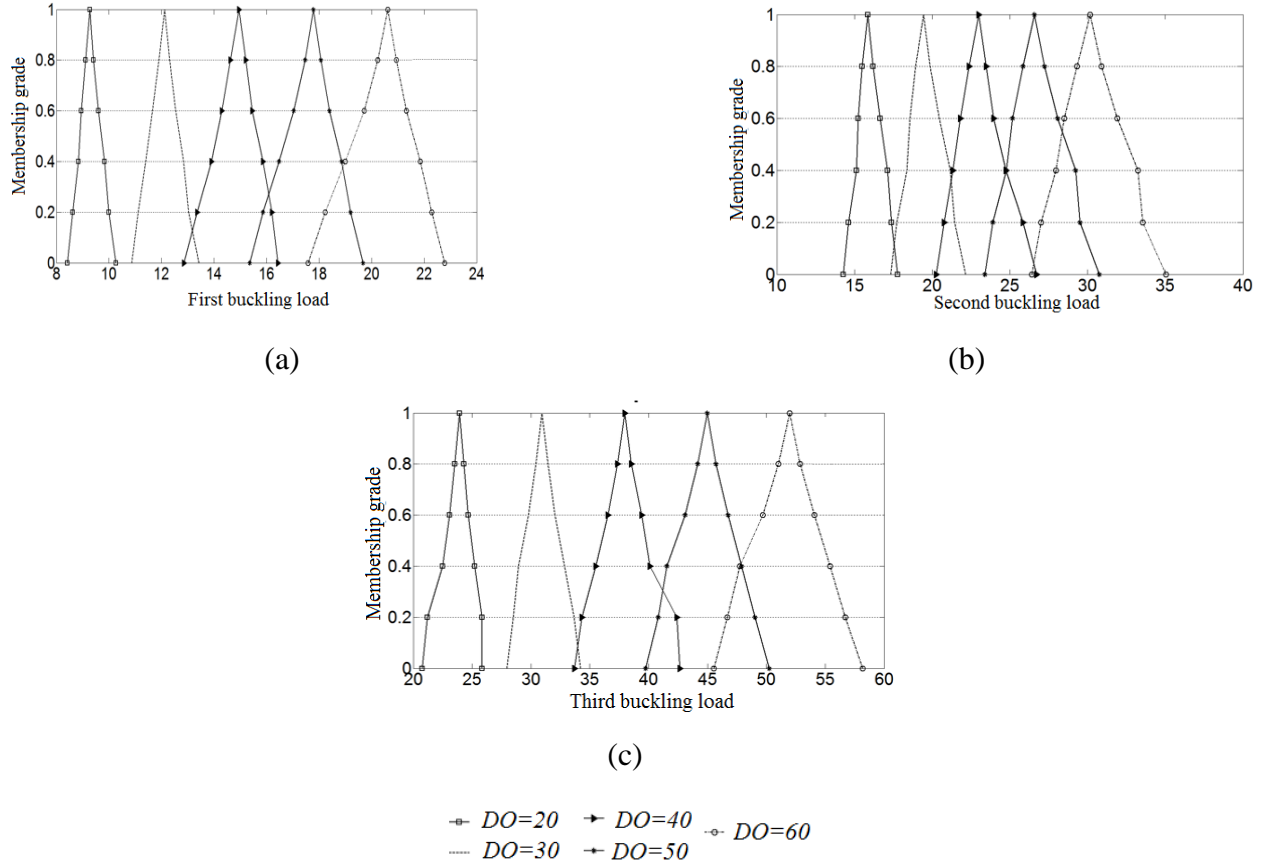 Membership grade
1
0.8
0.6
0.4
0.2
0
8 10 12 14 16 18 20 22 24
First buckling load
(a)
Membership grade
1
0.8
0.6
0.4
0.2
0
10 15 20 25 30 35 40
Second buckling load
(b)
Membership grade
1
0.8
0.6
0.4
0.2
0
20 25 30 35 40 45 50 55 60
Third buckling load
(c)
DO=20 DO=40 DO=60
DO=30 DO=50